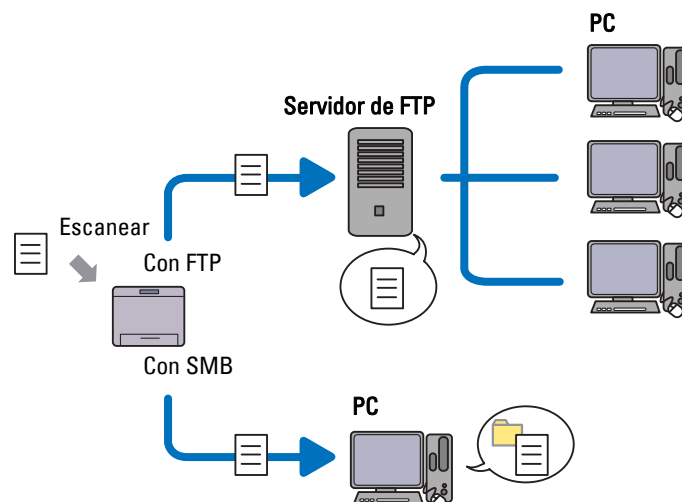 PC
Servidor de FTP
Escanear
Con FTP
Con SMB
PC